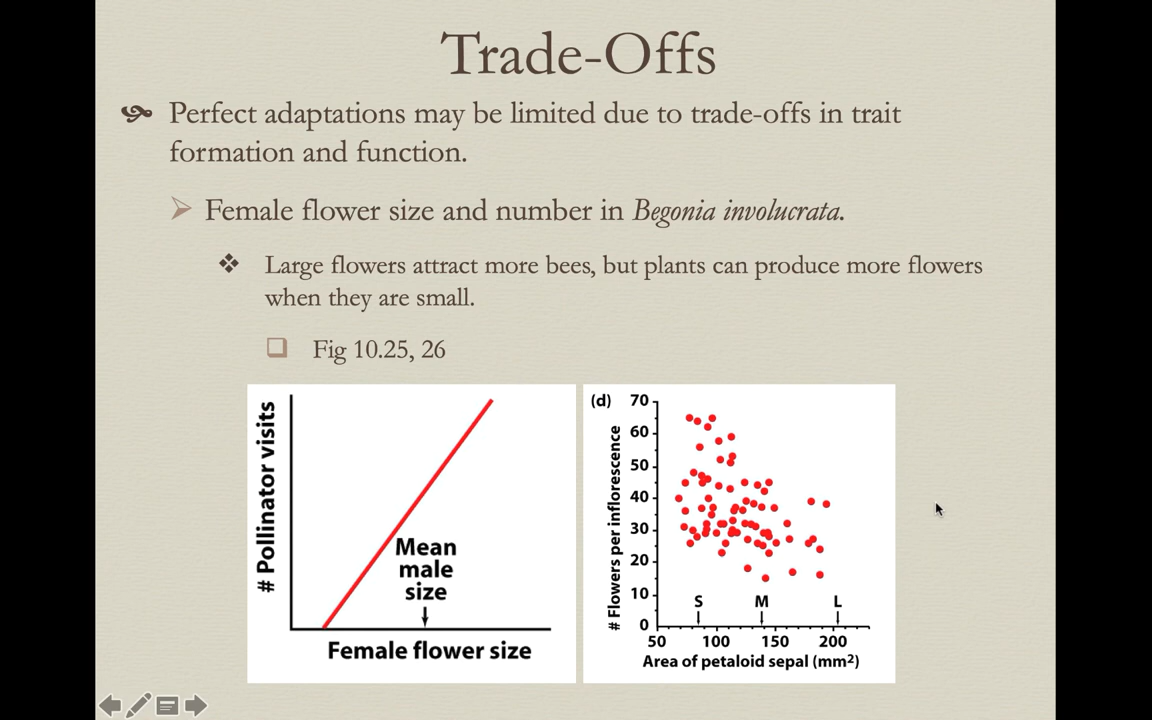 Trade-Offs
Perfect adaptations may be limited due to trade-offs in trait
formation and function.
Female flower size and number in Begonia involucrata.
Large flowers attract more bees, but plants can produce more flowers
when they are small.
Fig 10.25, 26
# Pollinator visits
Mean
male
size
Female flower size
(d)
# Flowers per inflorescence
70
60
50
40
30
20
10
0
S M L
50 100 150 200
Area of petaloid sepal (mm²)